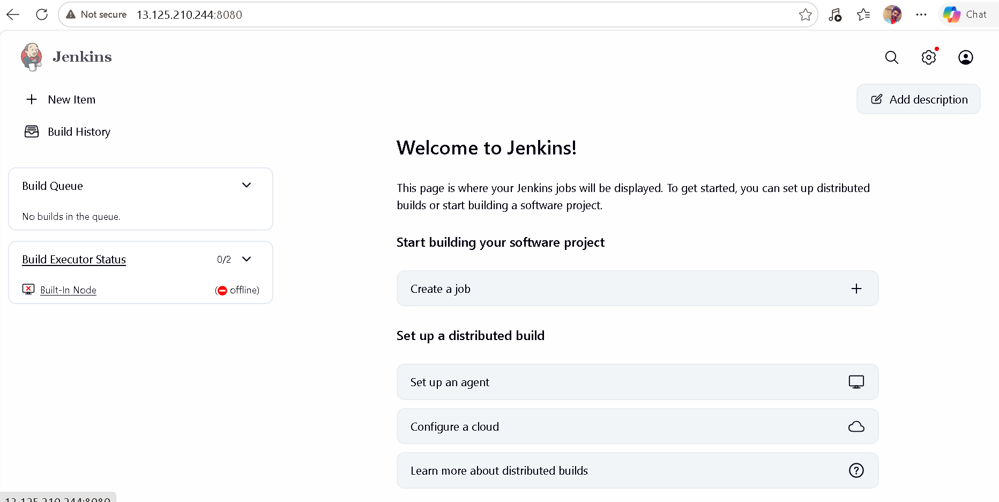 Not secure 13.125.210.244:8080
Chat
Jenkins
New Item
Add description
Build History
Welcome to Jenkins!
Build Queue
This page is where your Jenkins jobs will be displayed. To get started, you can set up distributed
builds or start building a software project.
No builds in the queue.
Start building your software project
Build Executor Status 0/2
Built-In Node (offline)
Create a job
Set up a distributed build
Set up an agent
Configure a cloud
Learn more about distributed builds
13.125.210.244:8080